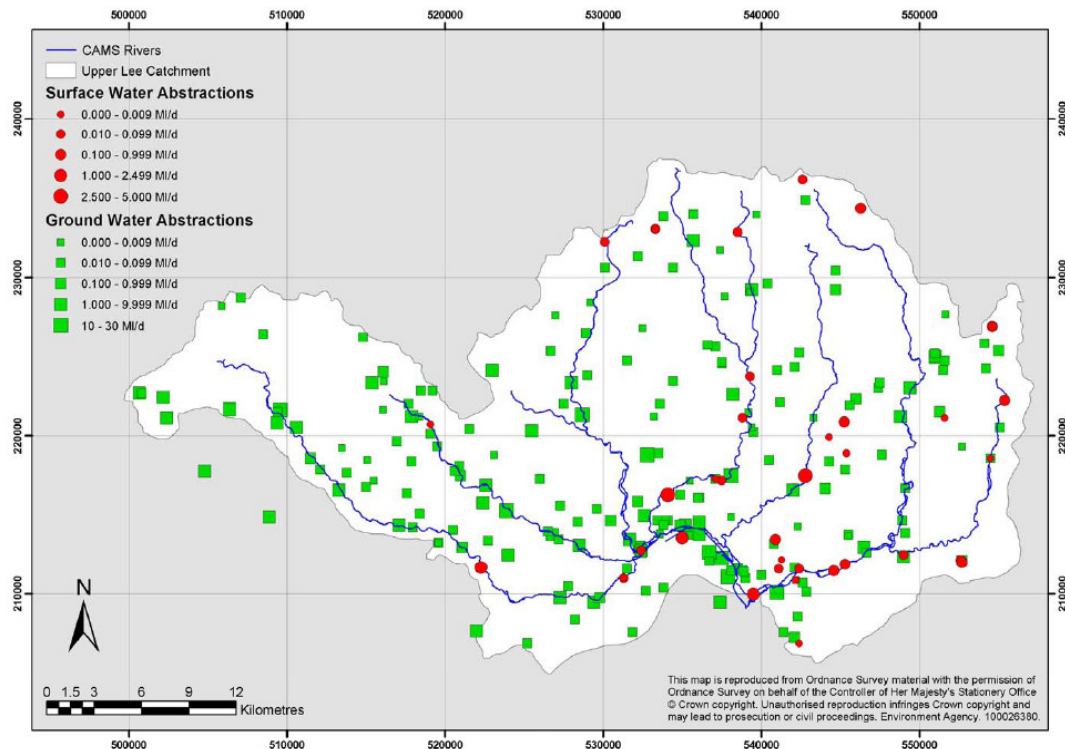 500000 510000 520000 530000 540000 550000
CAMS Rivers
Upper Lee Catchment
Surface Water Abstractions
0.000 - 0.009 Ml/d
0.010 - 0.099 Ml/d
0.100 - 0.999 Ml/d
1.000 - 2.499 Ml/d
2.500 - 5.000 Ml/d
Ground Water Abstractions
0.000 - 0.009 Ml/d
0.010 - 0.099 Ml/d
0.100 - 0.999 Ml/d
1.000 - 9.999 Ml/d
10 - 30 Ml/d
240000 240000
230000 230000
220000 220000
210000 210000
N
0 1.5 3 6 9 12
Kilometres
This map is reproduced from Ordnance Survey material with the permission of
Ordnance Survey on behalf of the Controller of Her Majesty's Stationery Office
© Crown copyright. Unauthorised reproduction infringes Crown copyright and
may lead to prosecution or civil proceedings. Environment Agency. 100026380.
500000 510000 520000 530000 540000 550000